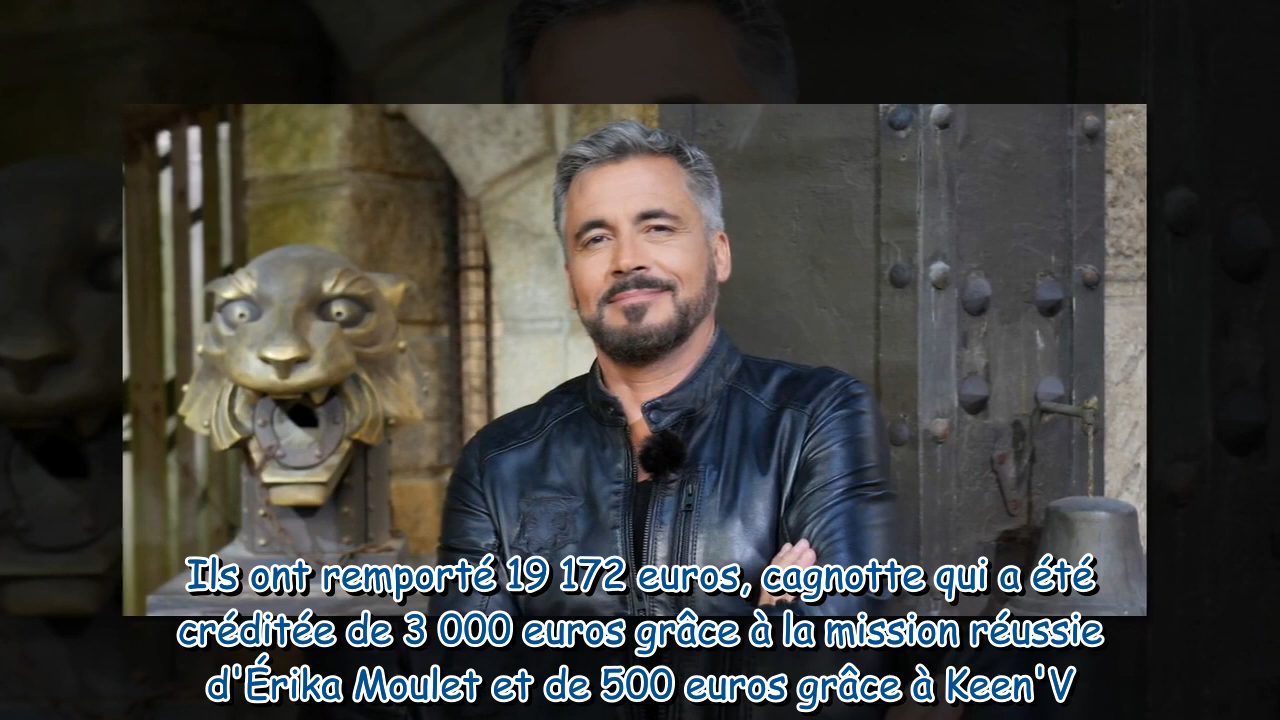 Ils ont remporté 19 172 euros, cagnotte qui a été
créditée de 3 000 euros grâce à la mission réussie
d'Érika Moulet et de 500 euros grâce à Keen'V